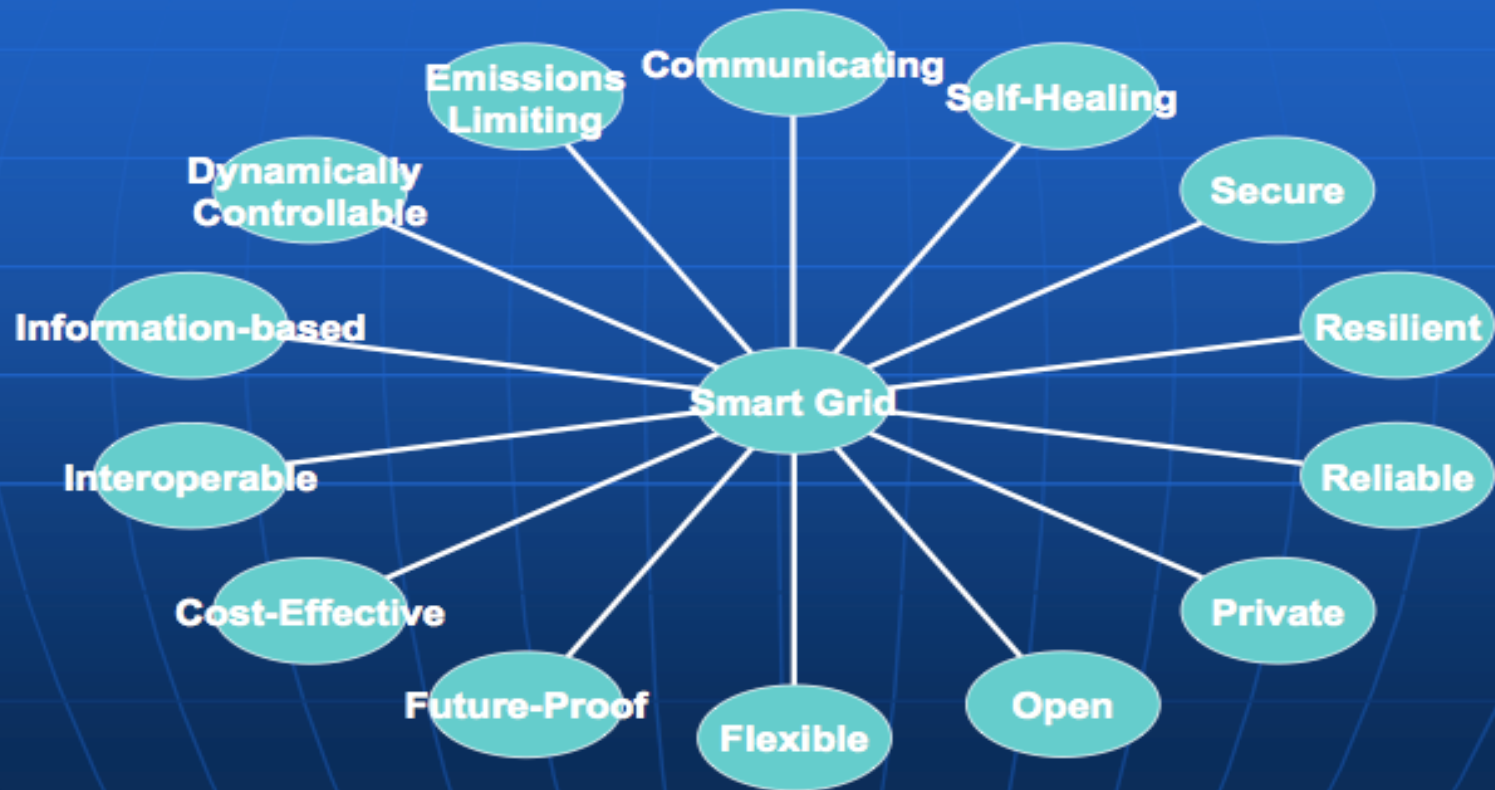 Communicating
Emissions
Limiting
Self-Healing
Dynamically
Controllable
Secure
Information-based
Resilient
Smart Grid
Interoperable
Reliable
Cost-Effective
Private
Future-Proof
Open
Flexible